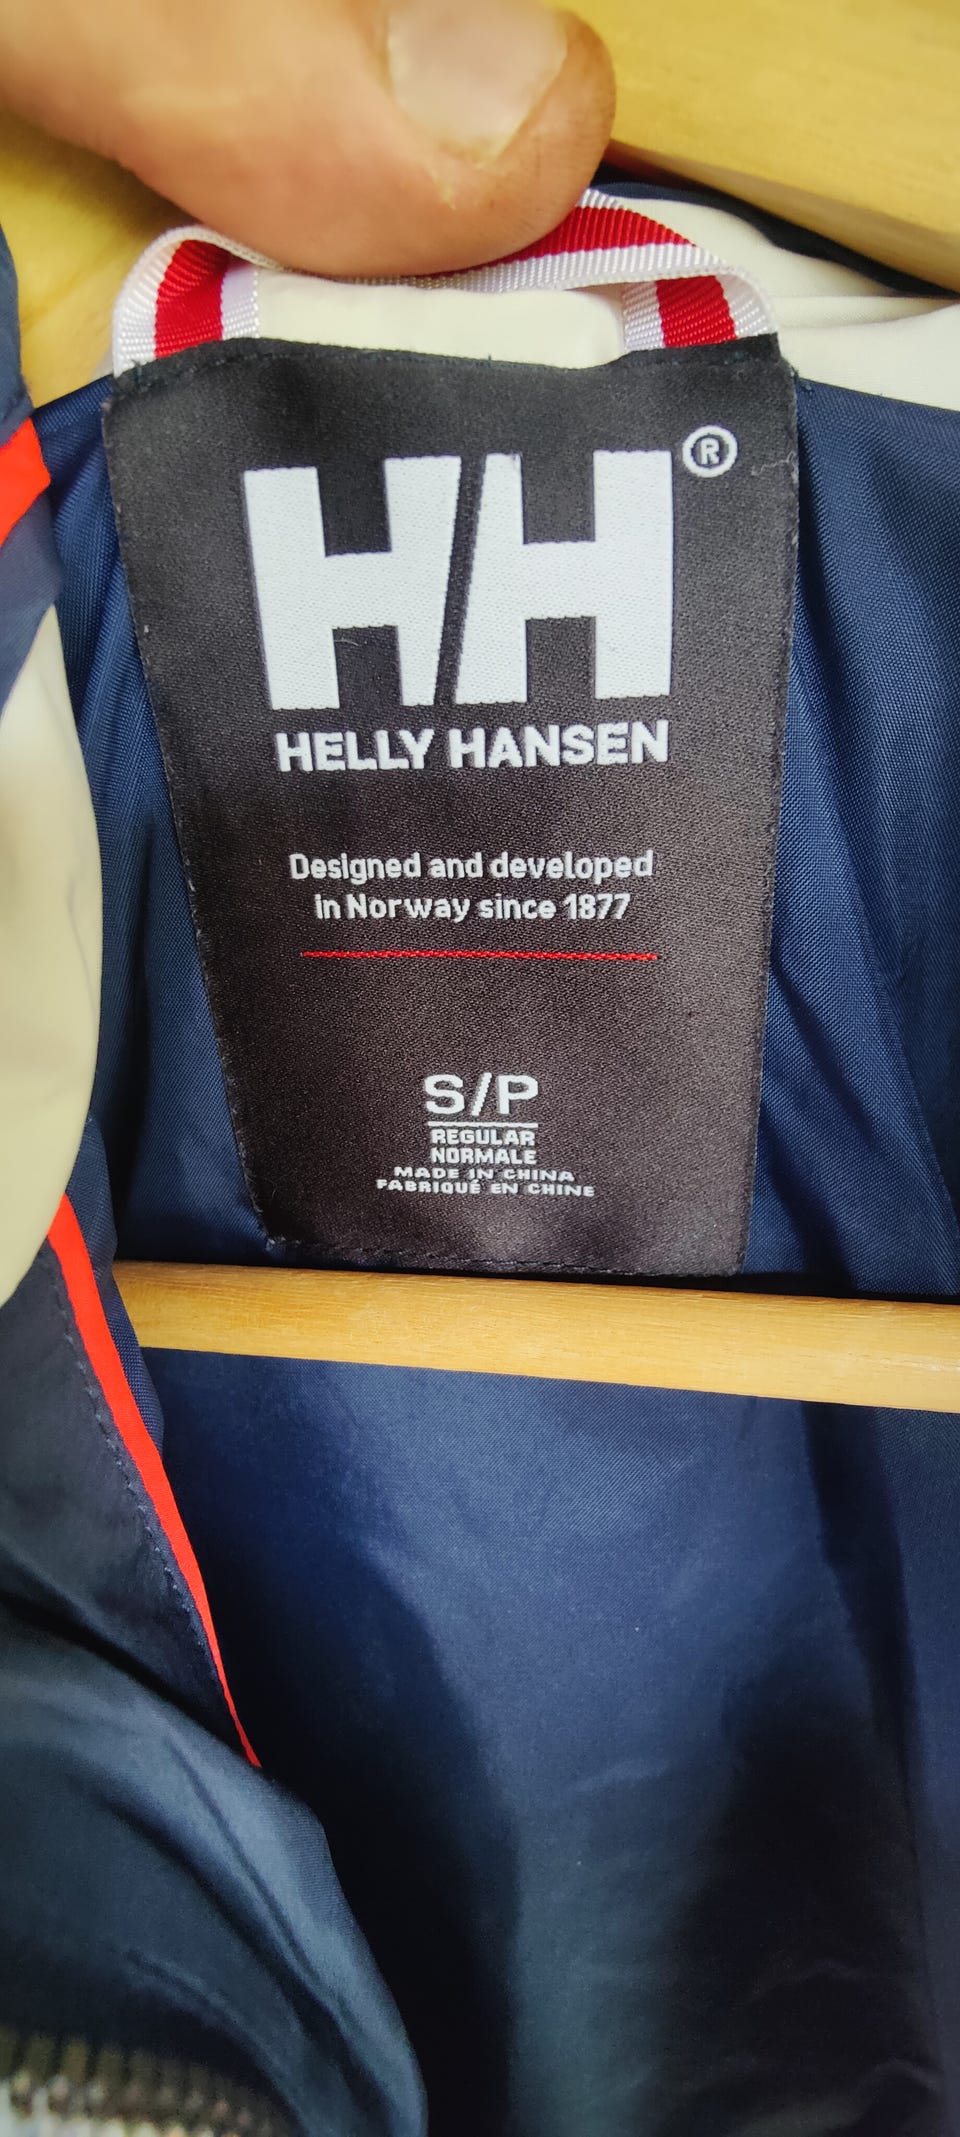 HH®
HELLY HANSEN
Designed and developed
in Norway since 1877
S/P
REGULAR
NORMALE
MADE IN CHINA
FABRIQUÉ EN CHINE